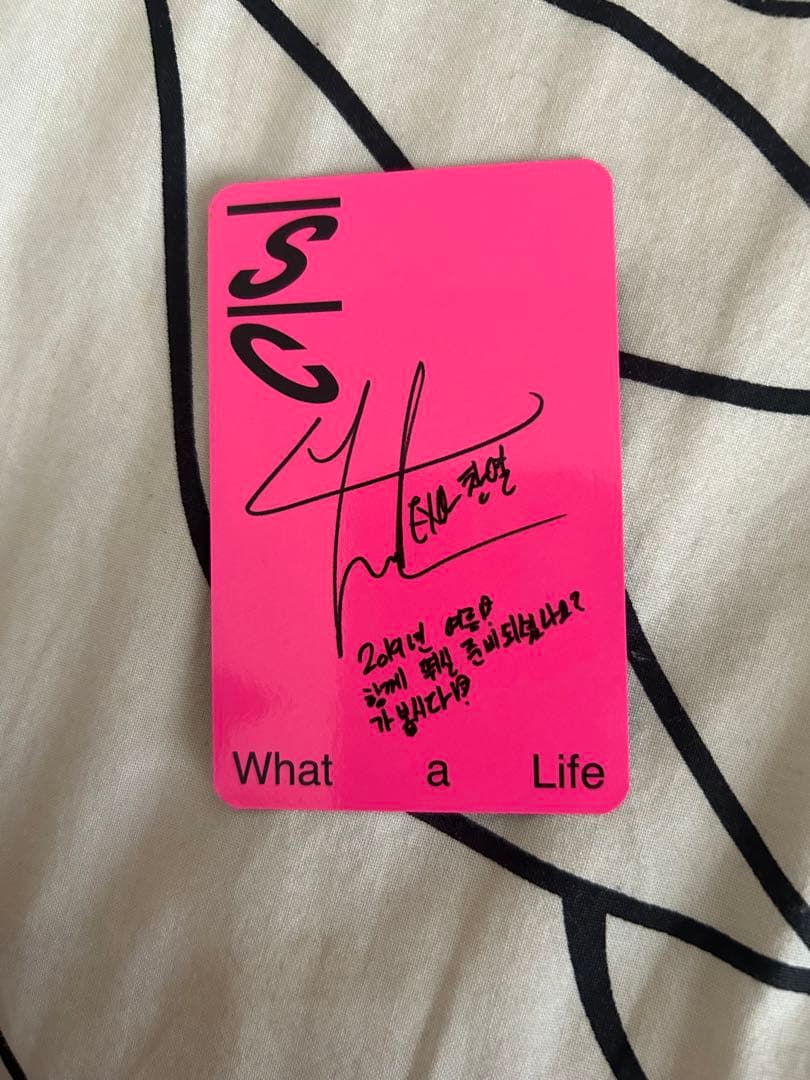 SC
EXO 찬열
2019년 여름!
함께 뛰실 준비되셨나요?
가봅시다!
What a Life